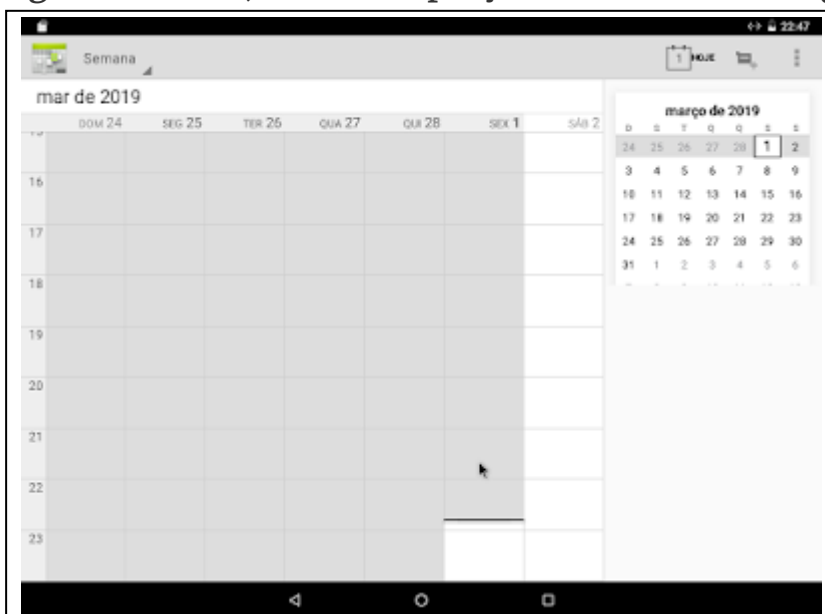 22:47
Semana
1 HOJE
mar de 2019
DOM 24 SEG 25 TER 26 QUA 27 QUI 28 SEX 1 SÁB 2
16
17
18
19
20
21
22
23
março de 2019
D S T Q Q S S
24 25 26 27 28 1 2
3 4 5 6 7 8 9
10 11 12 13 14 15 16
17 18 19 20 21 22 23
24 25 26 27 28 29 30
31 1 2 3 4 5 6